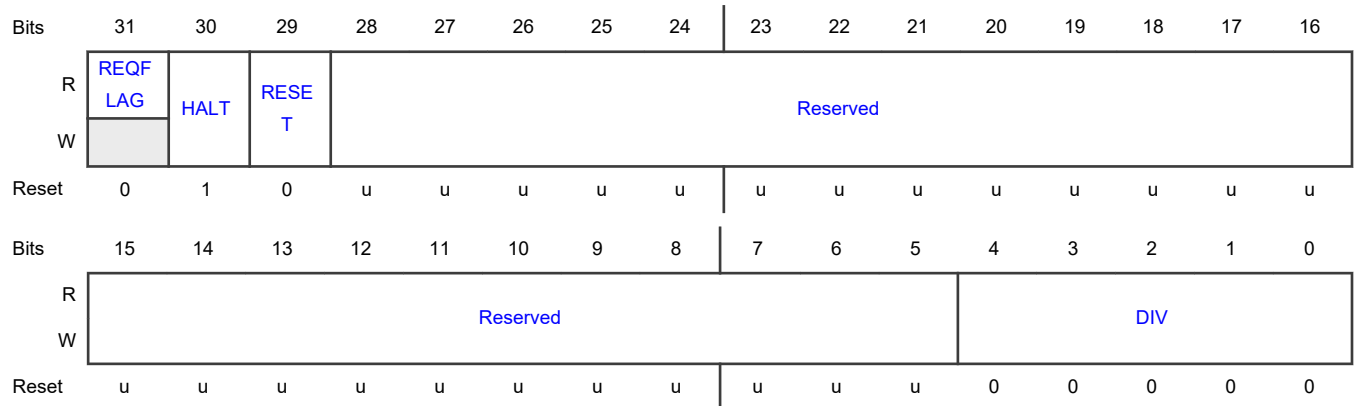 Bits 31 30 29 28 27 26 25 24 23 22 21 20 19 18 17 16
R REQF
LAG HALT RESE
T Reserved
W
Reset 0 1 0 u u u u u u u u u u u u u
Bits 15 14 13 12 11 10 9 8 7 6 5 4 3 2 1 0
R
Reserved DIV
W
Reset u u u u u u u u u u u 0 0 0 0 0